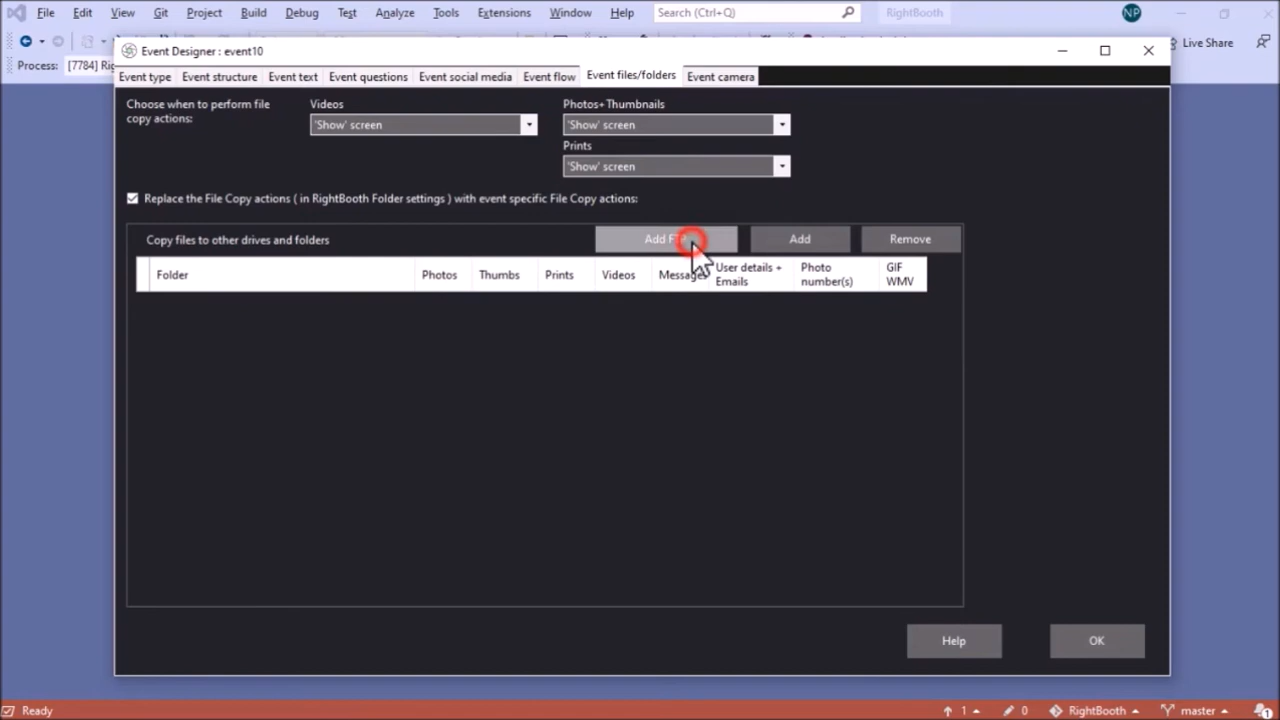 File Edit View Git Project Build Debug Test Analyze Tools Extensions Window Help Search (Ctrl+Q) RightBooth NP
Live Share
Process: [7784] Rig
Event Designer : event10
Event type Event structure Event text Event questions Event social media Event flow Event files/folders Event camera
Choose when to perform file
copy actions:
Videos
'Show' screen
Photos+Thumbnails
'Show' screen
Prints
'Show' screen
Replace the File Copy actions ( in RightBooth Folder settings ) with event specific File Copy actions:
Copy files to other drives and folders
Add Add Remove
Folder Photos Thumbs Prints Videos Messages
User details +
Emails
Photo
number(s)
GIF
WMV
Help OK
Ready 1 0 RightBooth master 1